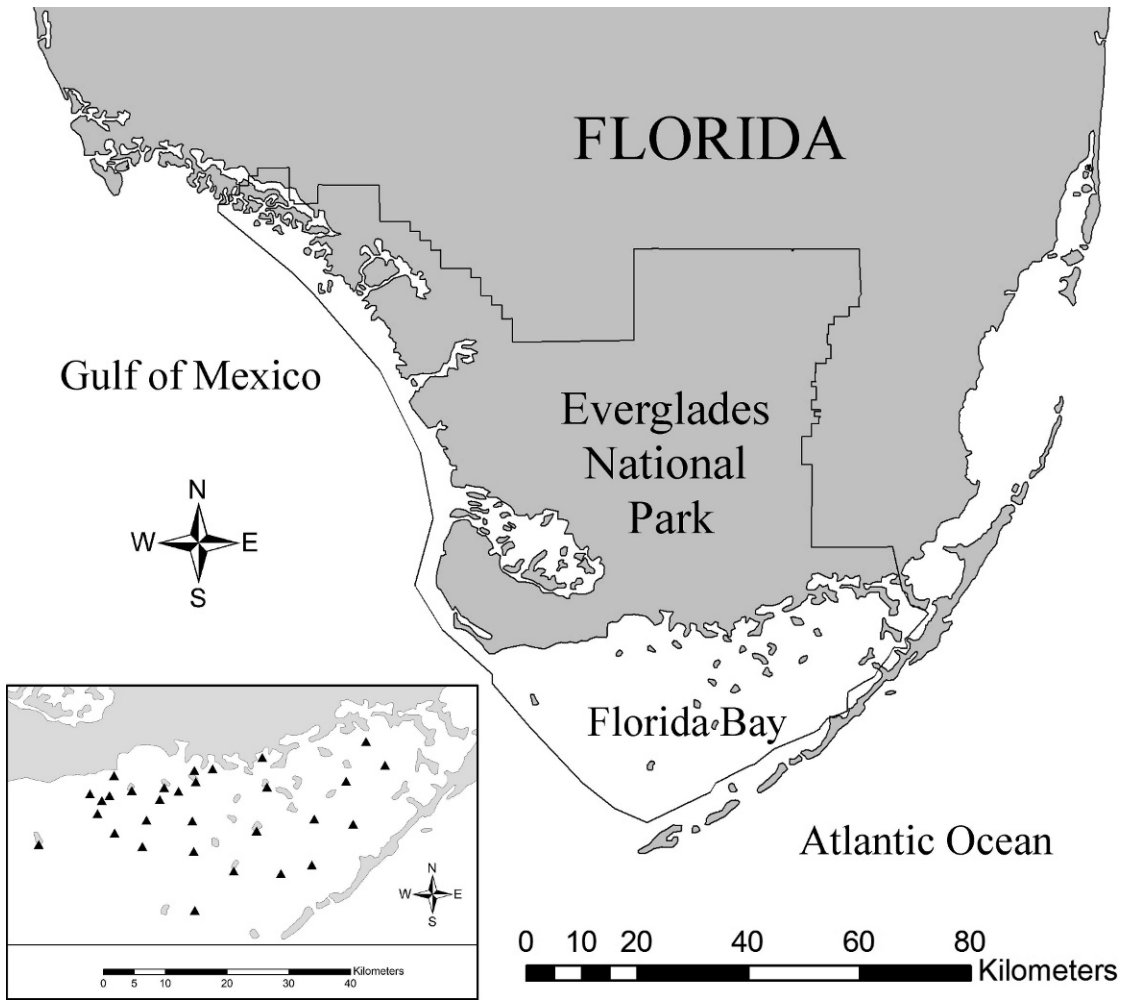 FLORIDA
Gulf of Mexico
Everglades
National
Park
N
W E
S
Florida Bay
Atlantic Ocean
N
W E
S
Kilometers
0 5 10 20 30 40
0 10 20 40 60 80
Kilometers